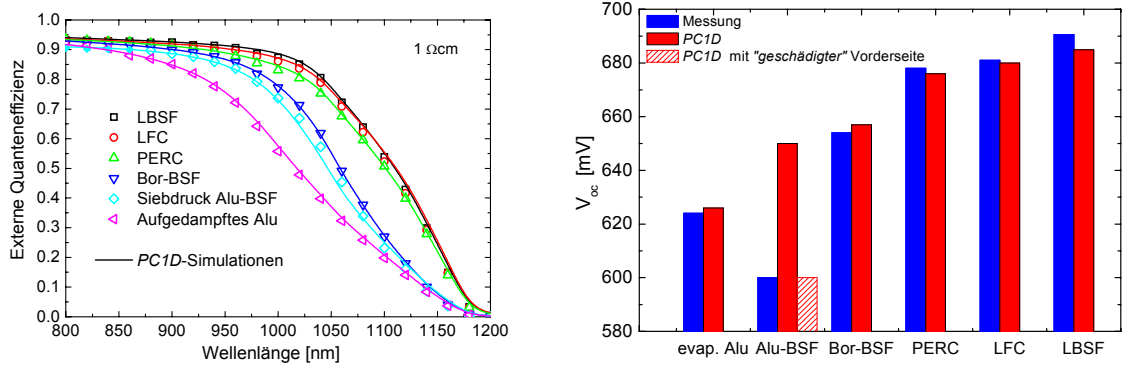 1.0
0.9
0.8
0.7
0.6
0.5
0.4
0.3
0.2
0.1
0.0
Externe Quanteneffizienz
1 Ωcm
LBSF
LFC
PERC
Bor-BSF
Siebdruck Alu-BSF
Aufgedampftes Alu
PC1D-Simulationen
800 850 900 950 1000 1050 1100 1150 1200
Wellenlänge [nm]
700
680
660
640
620
600
580
V_oc [mV]
Messung
PC1D
PC1D mit "geschädigter" Vorderseite
evap. Alu Alu-BSF Bor-BSF PERC LFC LBSF